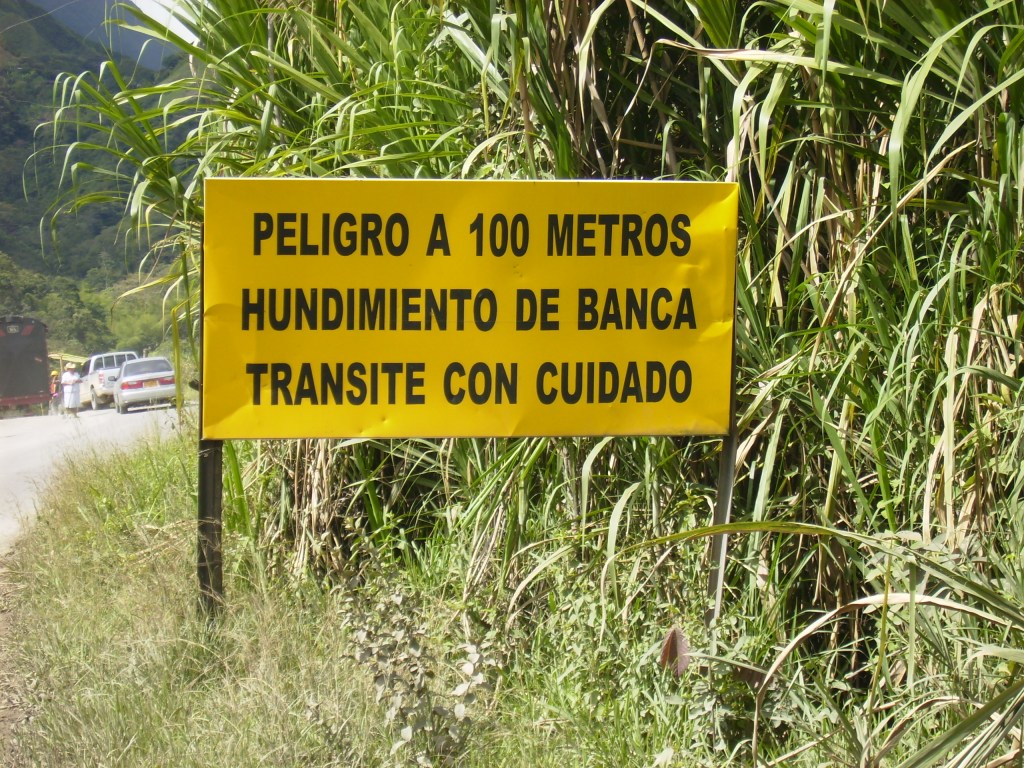 PELIGRO A 100 METROS
HUNDIMIENTO DE BANCA
TRANSITE CON CUIDADO